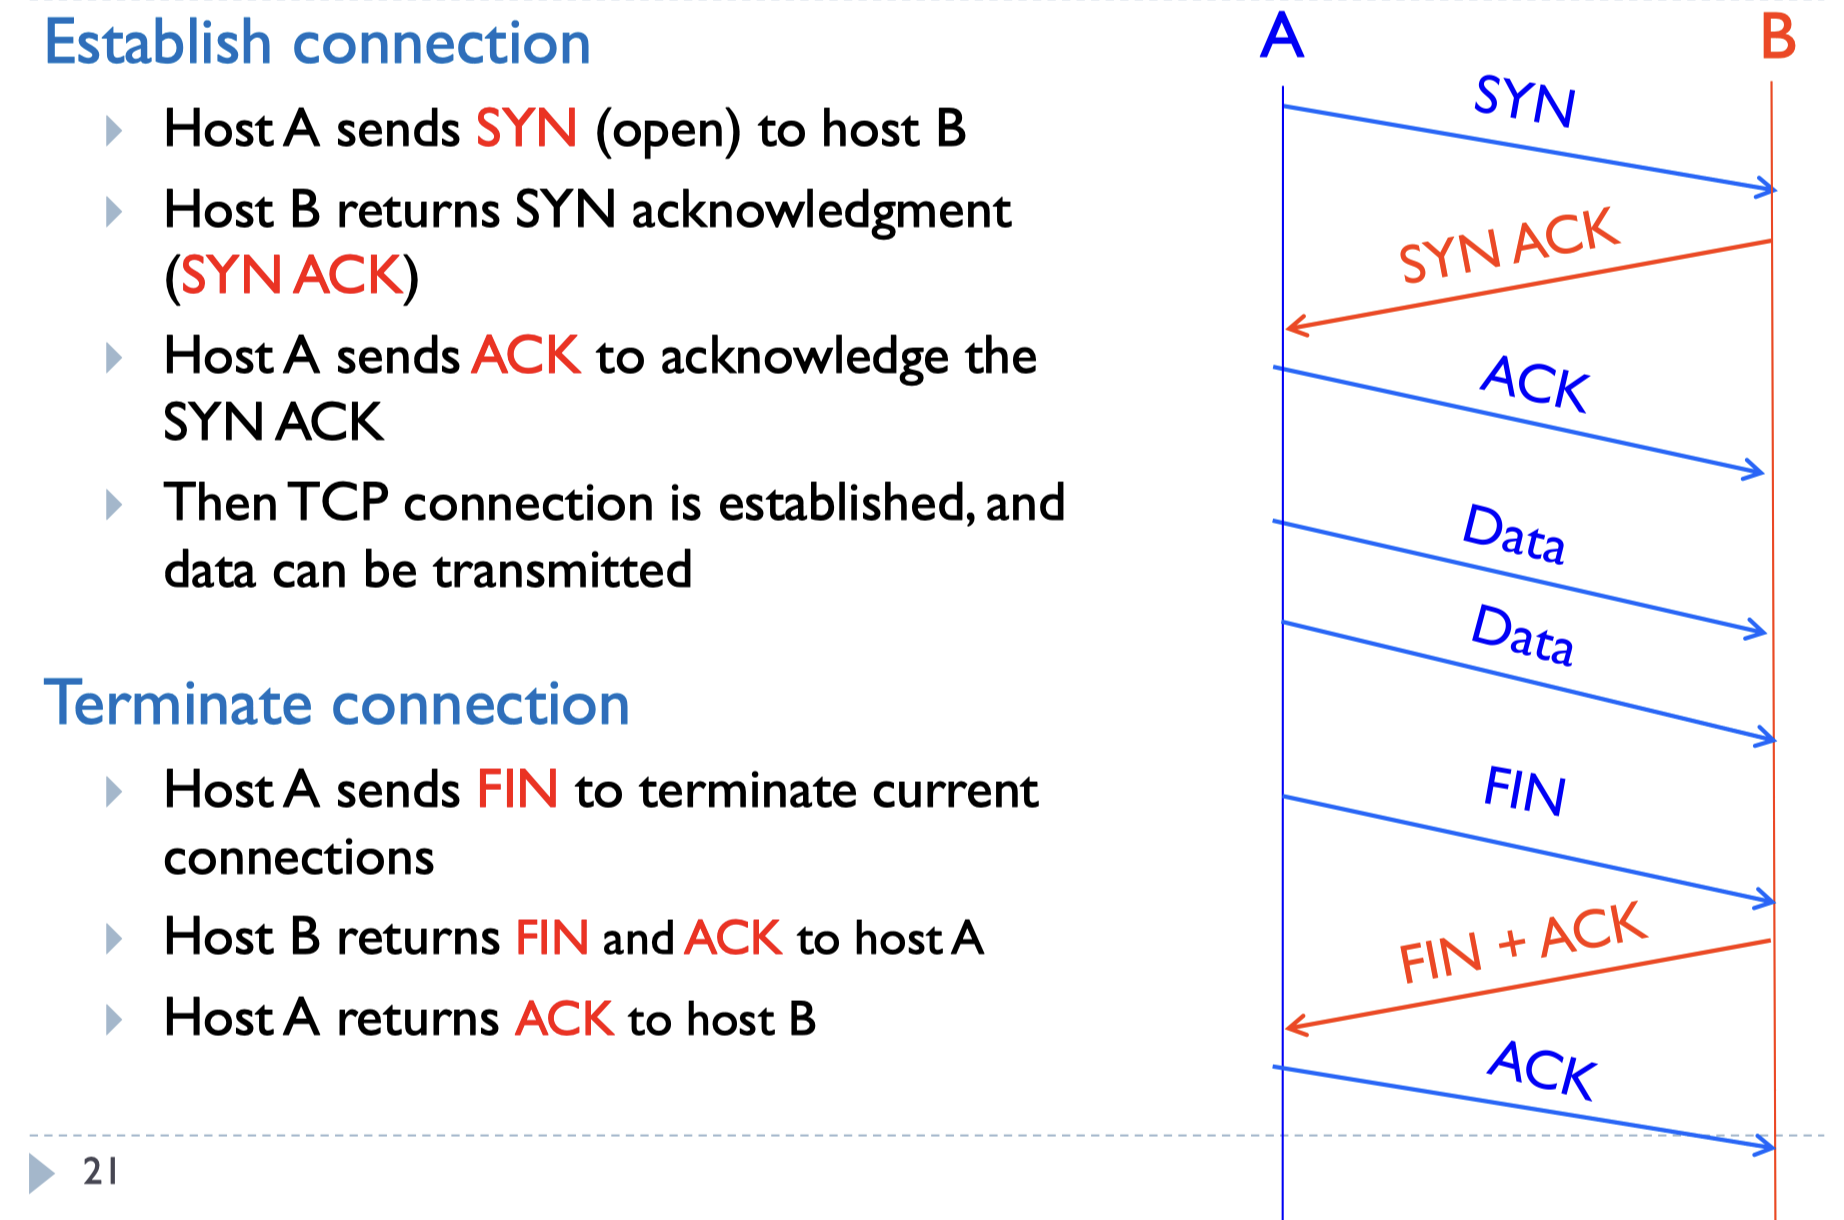 Establish connection
Host A sends SYN (open) to host B
Host B returns SYN acknowledgment
(SYN ACK)
Host A sends ACK to acknowledge the
SYN ACK
Then TCP connection is established, and
data can be transmitted
Terminate connection
Host A sends FIN to terminate current
connections
Host B returns FIN and ACK to host A
Host A returns ACK to host B
21
A
B
SYN
SYN ACK
ACK
Data
Data
FIN
FIN + ACK
ACK